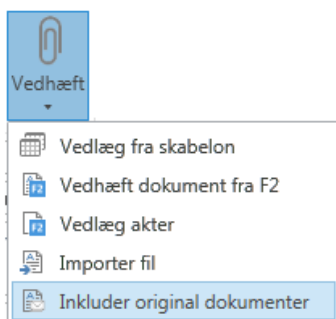 Vedhæft
Vedlæg fra skabelon
Vedhæft dokument fra F2
Vedlæg akter
Importer fil
Inkluder original dokumenter